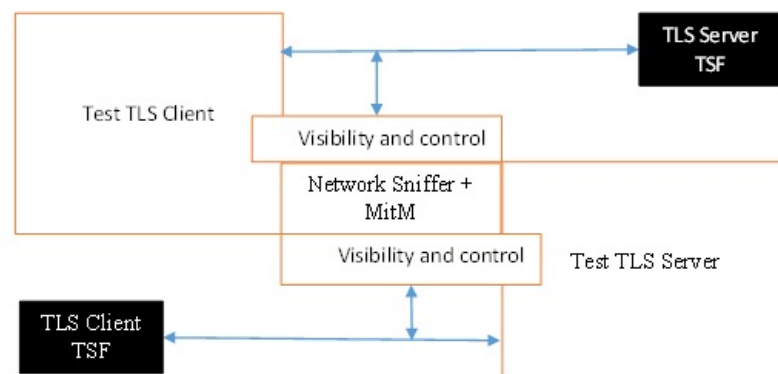 TLS Server
TSF
Test TLS Client
Visibility and control
Network Sniffer +
MitM
Visibility and control
Test TLS Server
TLS Client
TSF